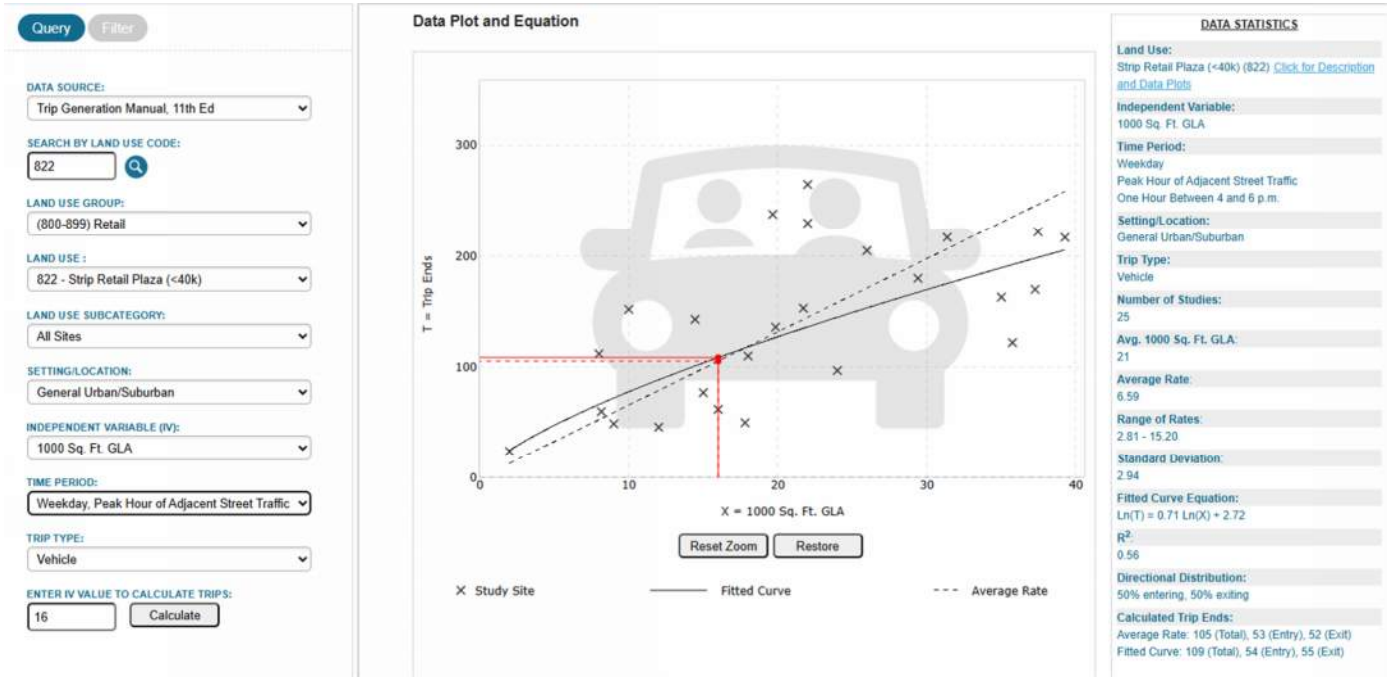 Query
Filter
DATA SOURCE:
Trip Generation Manual, 11th Ed
SEARCH BY LAND USE CODE:
822
LAND USE GROUP:
(800-899) Retail
LAND USE :
822 - Strip Retail Plaza (<40k)
LAND USE SUBCATEGORY:
All Sites
SETTING/LOCATION:
General Urban/Suburban
INDEPENDENT VARIABLE (IV):
1000 Sq. Ft. GLA
TIME PERIOD:
Weekday, Peak Hour of Adjacent Street Traffic
TRIP TYPE:
Vehicle
ENTER IV VALUE TO CALCULATE TRIPS:
16
Calculate
Data Plot and Equation
T = Trip Ends
300
200
100
0
0 10 20 30 40
X = 1000 Sq. Ft. GLA
Reset Zoom
Restore
Study Site
Fitted Curve
Average Rate
DATA STATISTICS
Land Use:
Strip Retail Plaza (<40k) (822) Click for Description
and Data Plots
Independent Variable:
1000 Sq. Ft. GLA
Time Period:
Weekday
Peak Hour of Adjacent Street Traffic
One Hour Between 4 and 6 p.m.
Setting/Location:
General Urban/Suburban
Trip Type:
Vehicle
Number of Studies:
25
Avg. 1000 Sq. Ft. GLA:
21
Average Rate:
6.59
Range of Rates:
2.81 - 15.20
Standard Deviation:
2.94
Fitted Curve Equation:
Ln(T) = 0.71 Ln(X) + 2.72
R²:
0.56
Directional Distribution:
50% entering, 50% exiting
Calculated Trip Ends:
Average Rate: 105 (Total), 53 (Entry), 52 (Exit)
Fitted Curve: 109 (Total), 54 (Entry), 55 (Exit)